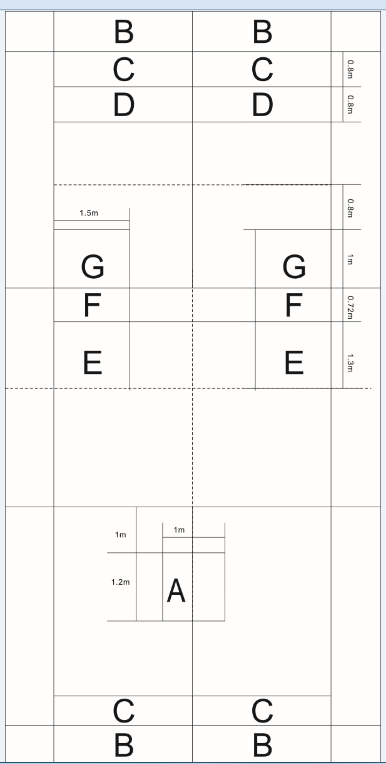 B B
C C 0.8m
D D 0.8m
0.8m
1.5m
G G 1m
F F 0.72m
E E 1.3m
1m 1m
1.2m A
C C
B B